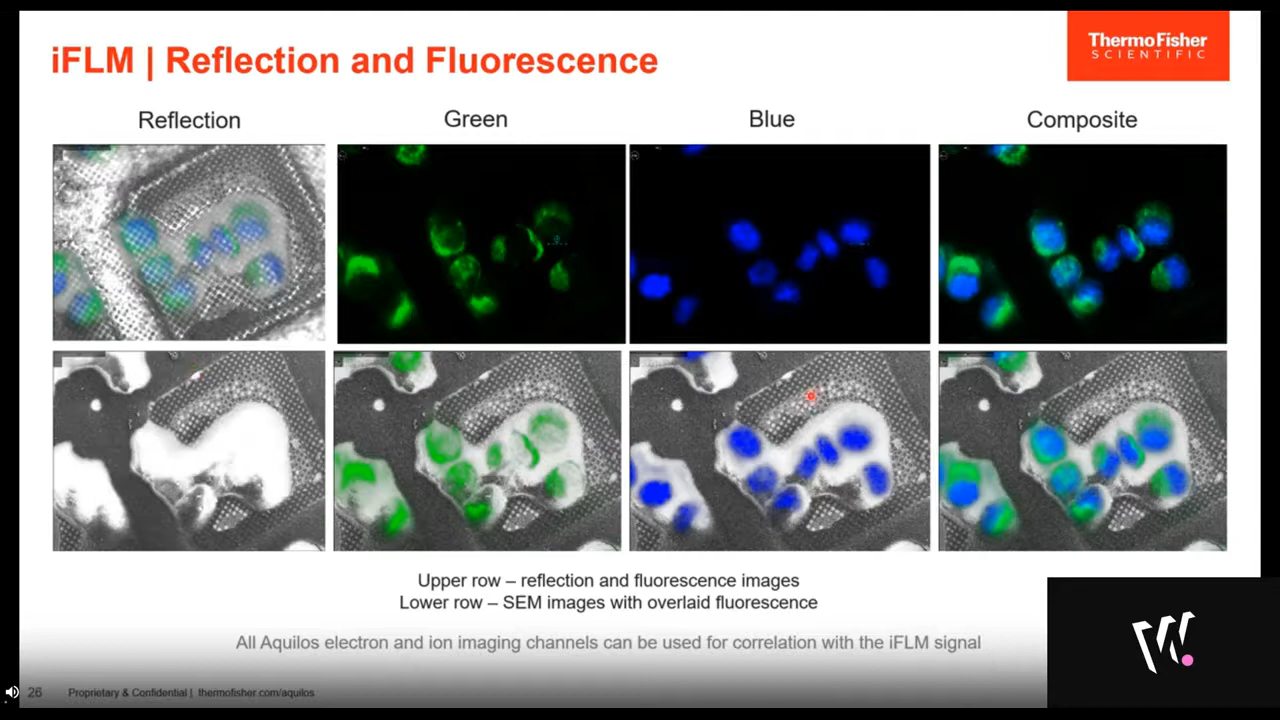 iFLM | Reflection and Fluorescence
ThermoFisher
SCIENTIFIC
Reflection
Green
Blue
Composite
Upper row – reflection and fluorescence images
Lower row – SEM images with overlaid fluorescence
All Aquilos electron and ion imaging channels can be used for correlation with the iFLM signal
26 Proprietary & Confidential | thermofisher.com/aquilos